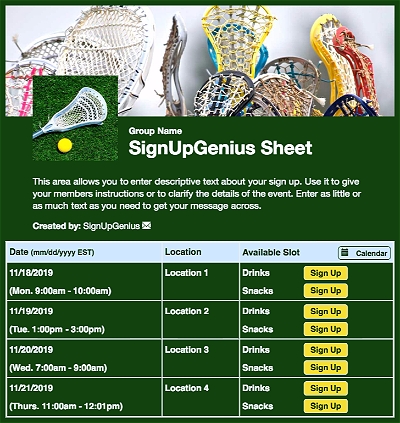 Group Name
SignUpGenius Sheet
This area allows you to enter descriptive text about your sign up. Use it to give
your members instructions or to clarify the details of the event. Enter as little or
as much text as you need to get your message across.
Created by: SignUpGenius
Date (mm/dd/yyyy EST) Location Available Slot Calendar
11/18/2019 Location 1 Drinks Sign Up
(Mon. 9:00am - 10:00am) Snacks Sign Up
11/19/2019 Location 2 Drinks Sign Up
(Tue. 1:00pm - 3:00pm) Snacks Sign Up
11/20/2019 Location 3 Drinks Sign Up
(Wed. 7:00am - 9:00am) Snacks Sign Up
11/21/2019 Location 4 Drinks Sign Up
(Thurs. 11:00am - 12:01pm) Snacks Sign Up